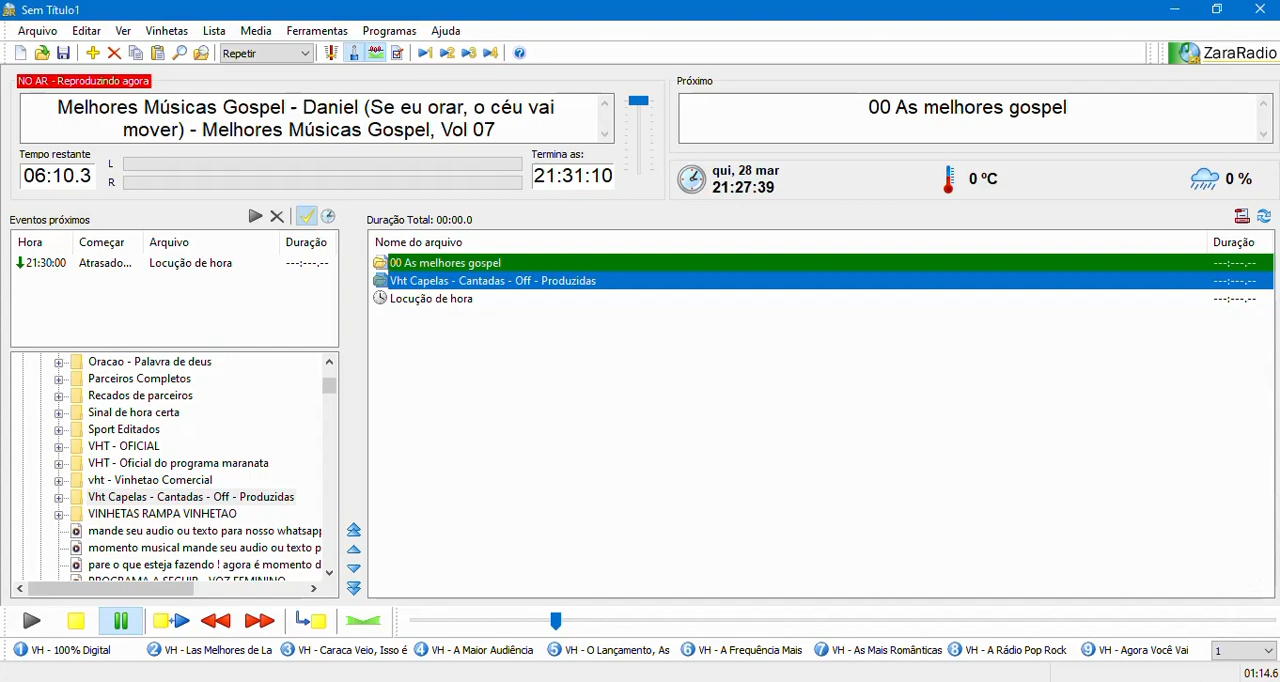 Sem Título1
Arquivo Editar Ver Vinhetas Lista Media Ferramentas Programas Ajuda
Repetir 1 2 3 4 ZaraRadio
NO AR - Reproduzindo agora
Melhores Músicas Gospel - Daniel (Se eu orar, o céu vai
mover) - Melhores Músicas Gospel, Vol 07
Tempo restante
06:10.3
L
R
Termina as:
21:31:10
Próximo
00 As melhores gospel
qui, 28 mar
21:27:39
0 ºC
0 %
Eventos próximos
Hora Começar Arquivo Duração
21:30:00 Atrasado... Locução de hora ---:---.--
Duração Total: 00:00.0
Nome do arquivo Duração
00 As melhores gospel ---:---.--
Vht Capelas - Cantadas - Off - Produzidas ---:---.--
Locução de hora ---:---.--
Oracao - Palavra de deus
Parceiros Completos
Recados de parceiros
Sinal de hora certa
Sport Editados
VHT - OFICIAL
VHT - Oficial do programa maranata
vht - Vinhetao Comercial
Vht Capelas - Cantadas - Off - Produzidas
VINHETAS RAMPA VINHETAO
mande seu audio ou texto para nosso whatsapp
momento musical mande seu audio ou texto p
pare o que esteja fazendo ! agora é momento d
PROGRAMA A SEGUIR - VOZ FEMININO
1 VH - 100% Digital 2 VH - Las Melhores de La 3 VH - Caraca Veio, Isso é 4 VH - A Maior Audiência 5 VH - O Lançamento, As 6 VH - A Frequência Mais 7 VH - As Mais Românticas 8 VH - A Rádio Pop Rock 9 VH - Agora Você Vai 1
01:14.6